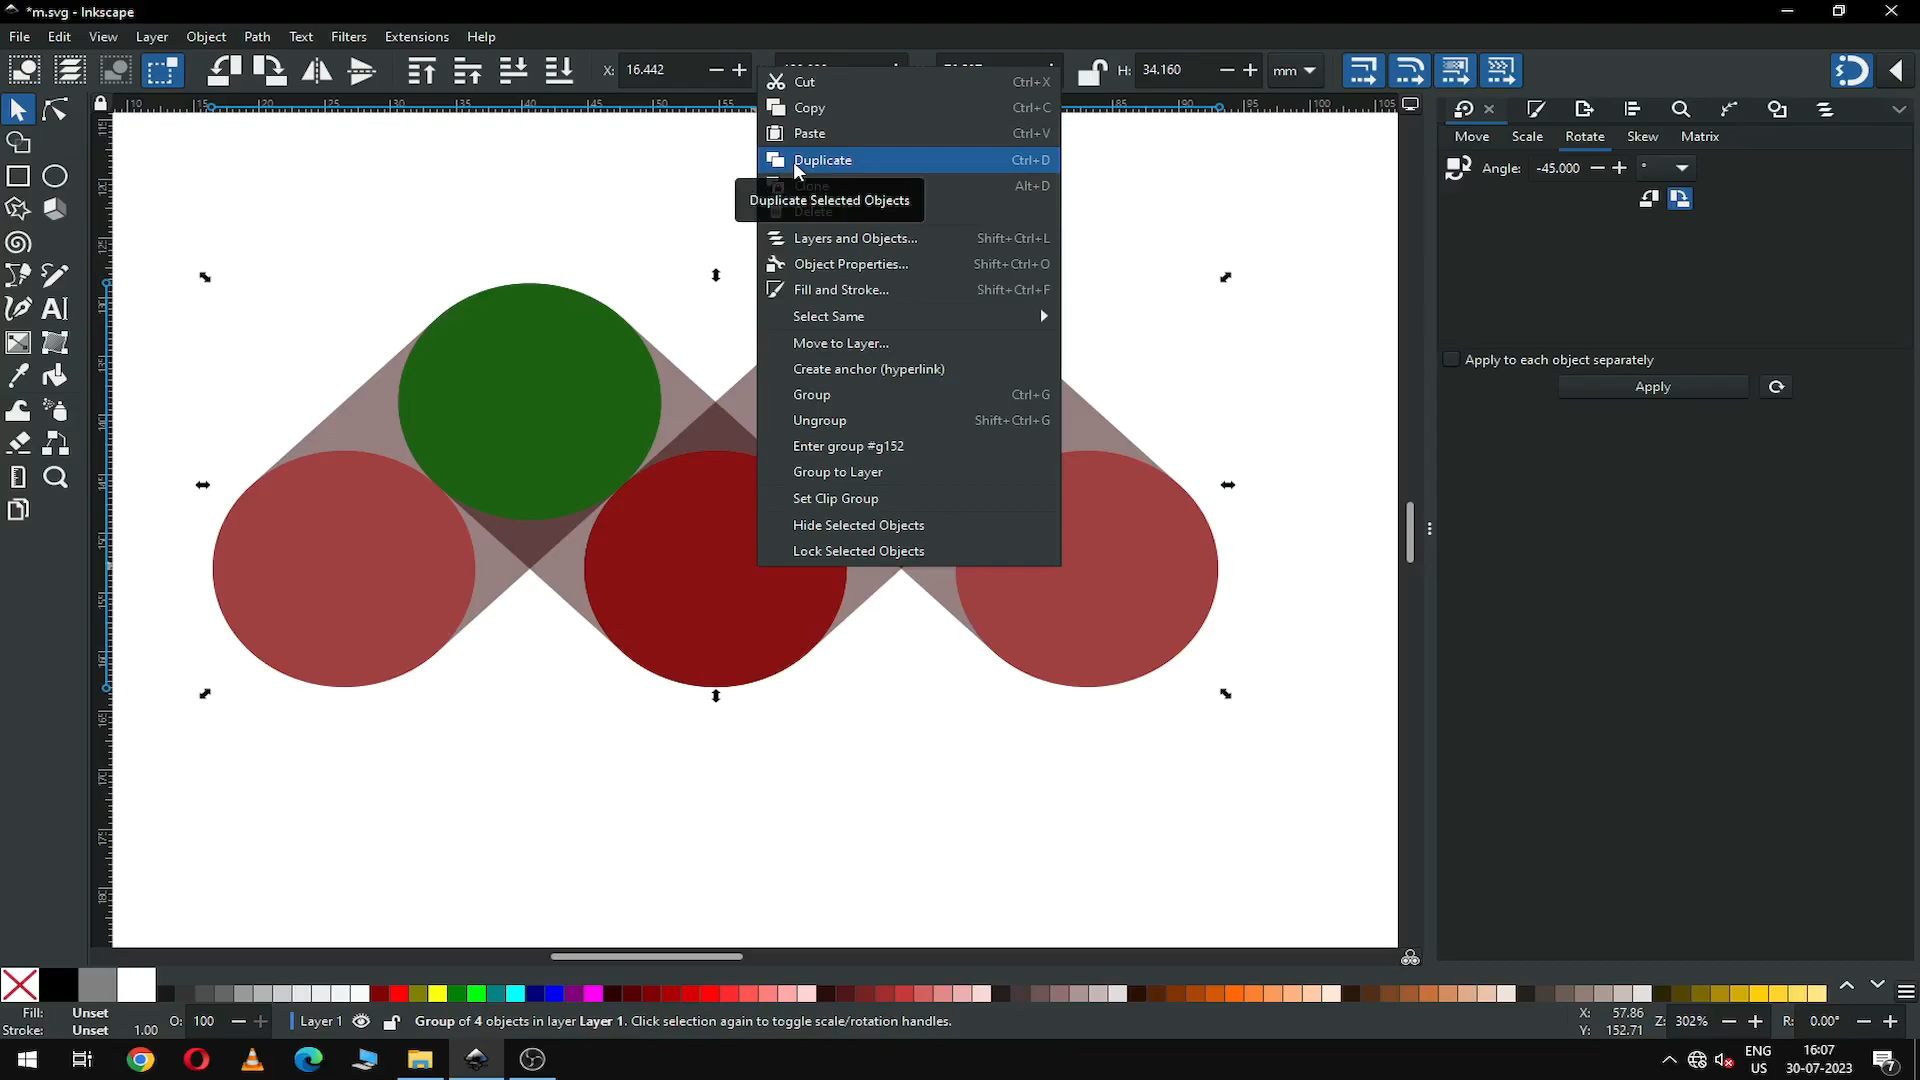 *m.svg - Inkscape
File Edit View Layer Object Path Text Filters Extensions Help
X: 16.442 H: 34.160 mm
Cut Ctrl+X
Copy Ctrl+C
Paste Ctrl+V
Duplicate Ctrl+D
Clone Alt+D
Duplicate Selected Objects
Delete
Layers and Objects... Shift+Ctrl+L
Object Properties... Shift+Ctrl+O
Fill and Stroke... Shift+Ctrl+F
Select Same
Move to Layer...
Create anchor (hyperlink)
Group Ctrl+G
Ungroup Shift+Ctrl+G
Enter group #g152
Group to Layer
Set Clip Group
Hide Selected Objects
Lock Selected Objects
Move Scale Rotate Skew Matrix
Angle: -45.000 °
Apply to each object separately
Apply
Fill: Unset
Stroke: Unset 1.00
O: 100
Layer 1
Group of 4 objects in layer Layer 1. Click selection again to toggle scale/rotation handles.
X: 57.86
Y: 152.71
Z: 302%
R: 0.00°
ENG
US
16:07
30-07-2023
7